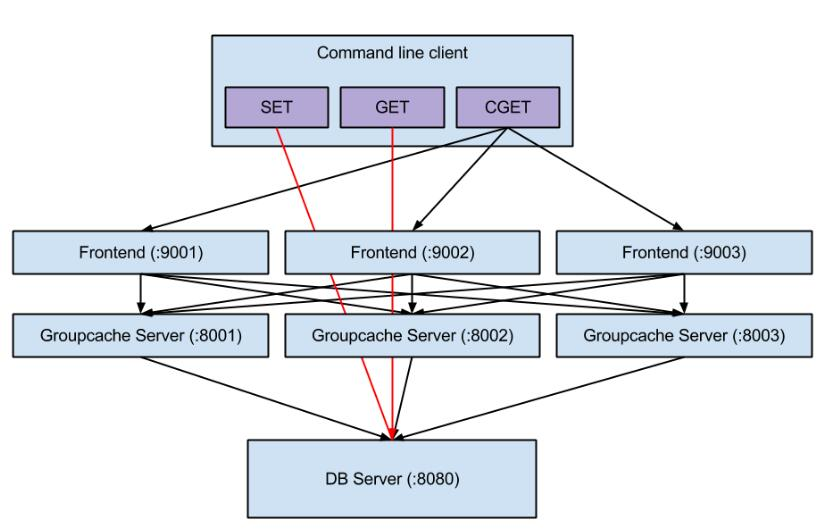 Command line client
SET
GET
CGET
Frontend (:9001)
Frontend (:9002)
Frontend (:9003)
Groupcache Server (:8001)
Groupcache Server (:8002)
Groupcache Server (:8003)
DB Server (:8080)